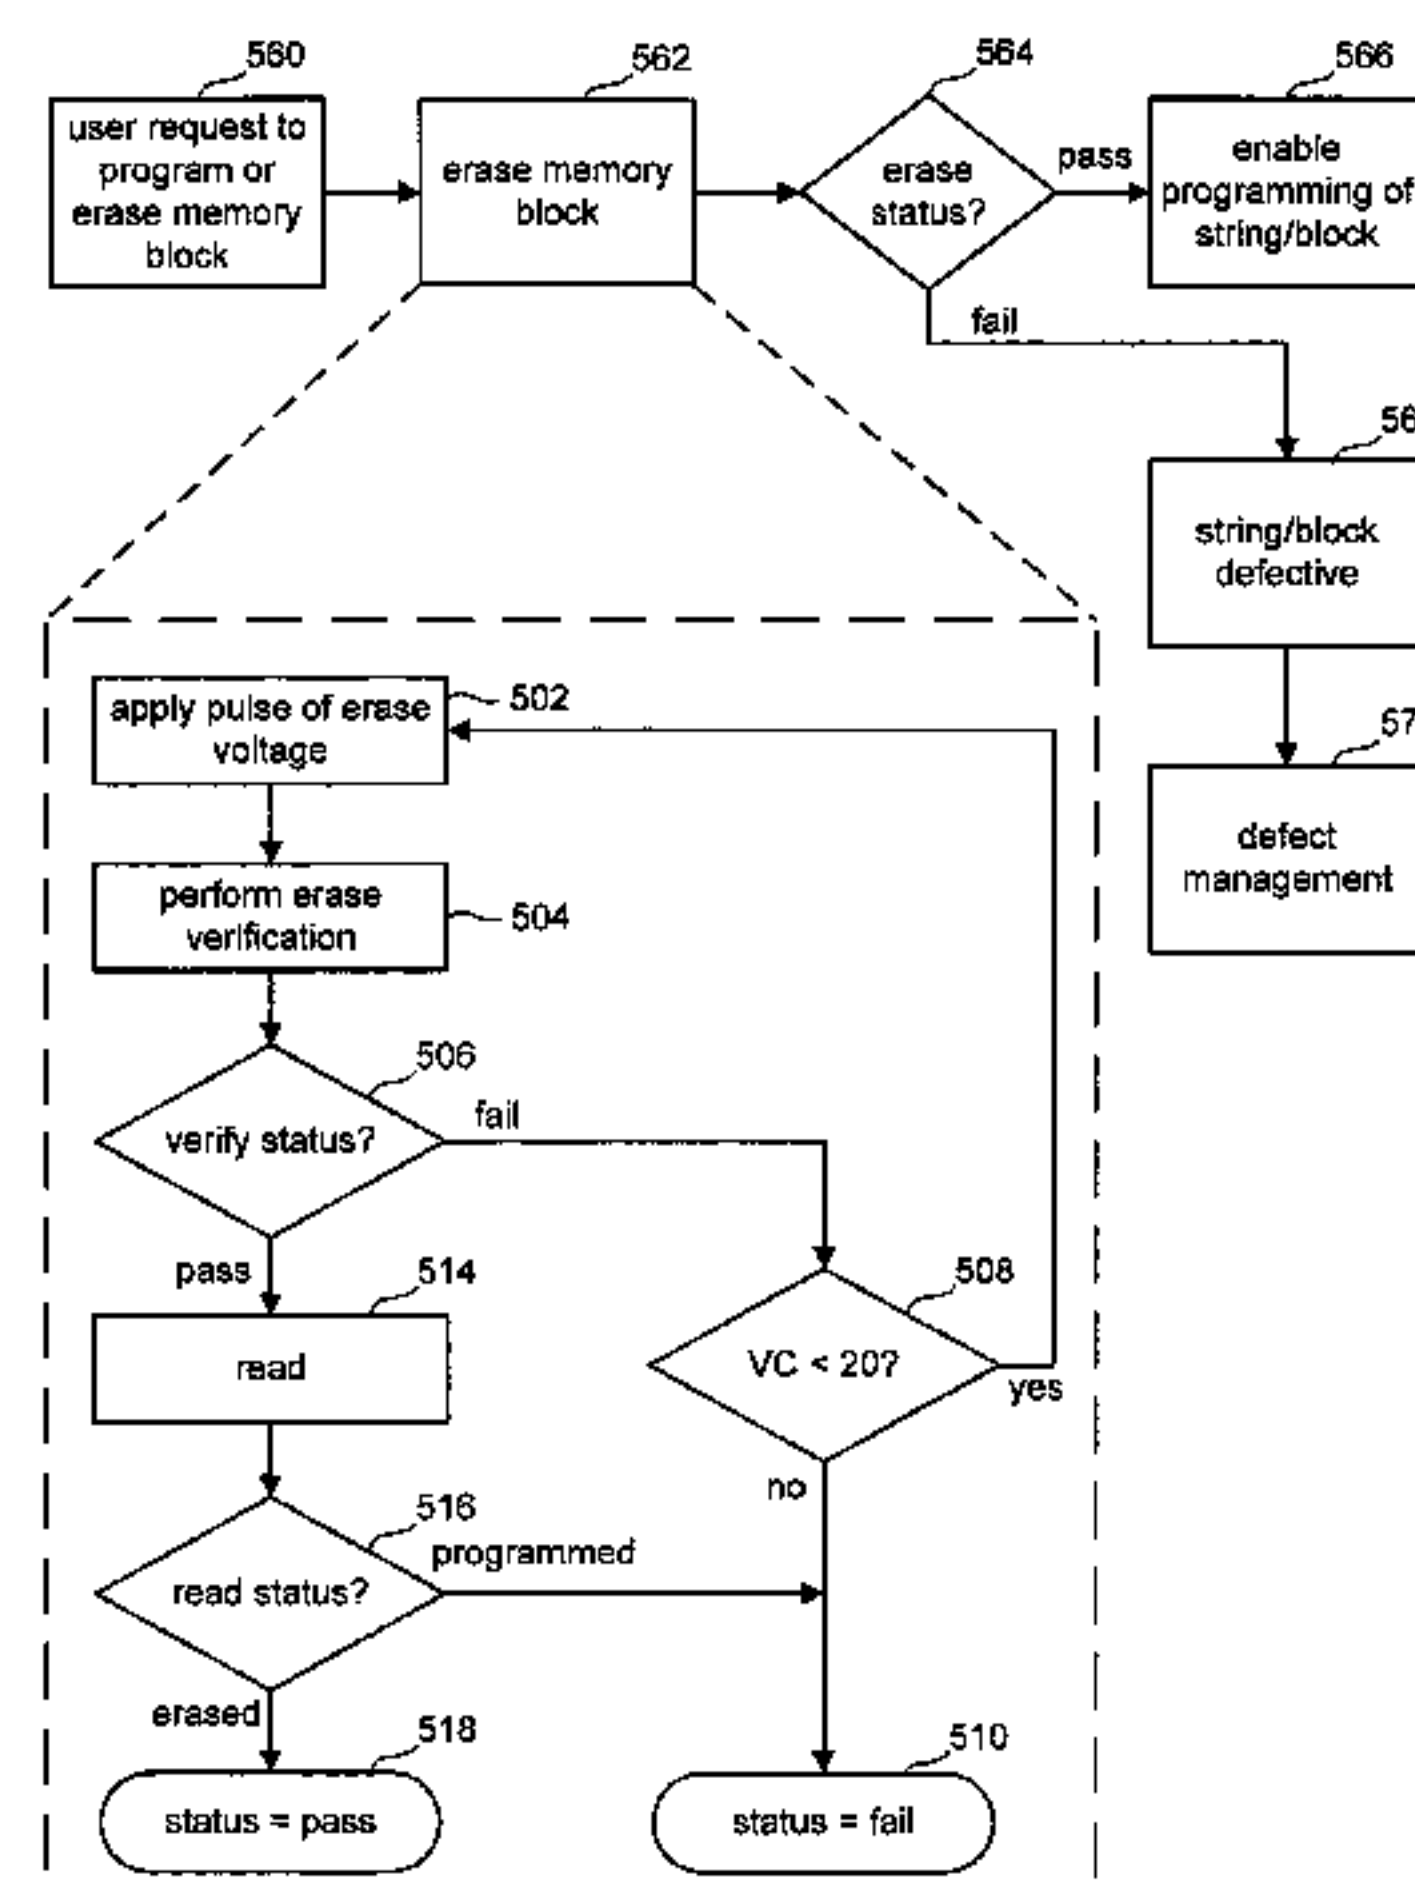 560
user request to
program or
erase memory
block
562
erase memory
block
564
erase
status?
pass
566
enable
programming of
string/block
fail
56
string/block
defective
57
defect
management
502
apply pulse of erase
voltage
504
perform erase
verification
506
verify status?
fail
pass
514
read
508
VC < 20?
yes
no
516
read status?
programmed
erased
518
status = pass
510
status = fail